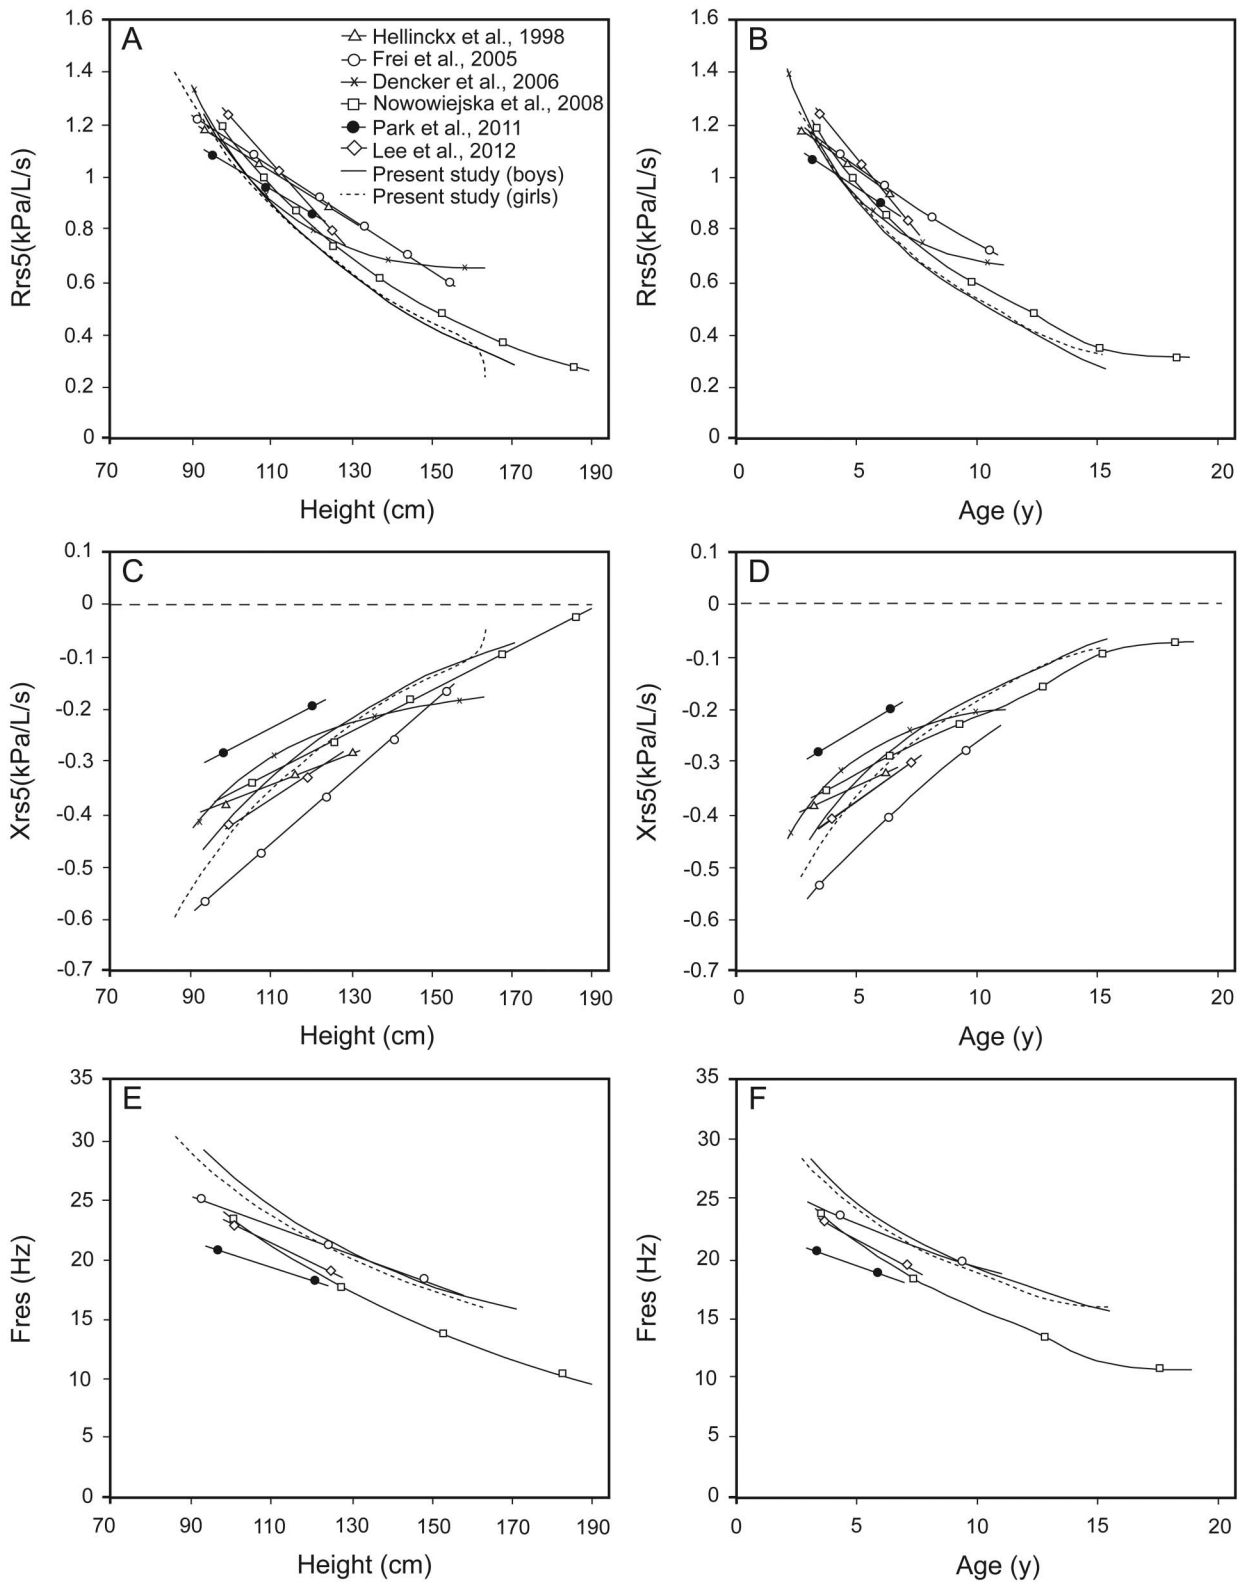 A
Hellinckx et al., 1998
Frei et al., 2005
Dencker et al., 2006
Nowowiejska et al., 2008
Park et al., 2011
Lee et al., 2012
Present study (boys)
Present study (girls)
Rrs5(kPa/L/s)
1.6
1.4
1.2
1
0.8
0.6
0.4
0.2
0
70 90 110 130 150 170 190
Height (cm)
B
Rrs5(kPa/L/s)
1.6
1.4
1.2
1
0.8
0.6
0.4
0.2
0
0 5 10 15 20
Age (y)
C
Xrs5(kPa/L/s)
0.1
0
-0.1
-0.2
-0.3
-0.4
-0.5
-0.6
-0.7
70 90 110 130 150 170 190
Height (cm)
D
Xrs5(kPa/L/s)
0.1
0
-0.1
-0.2
-0.3
-0.4
-0.5
-0.6
-0.7
0 5 10 15 20
Age (y)
E
Fres (Hz)
35
30
25
20
15
10
5
0
70 90 110 130 150 170 190
Height (cm)
F
Fres (Hz)
35
30
25
20
15
10
5
0
0 5 10 15 20
Age (y)